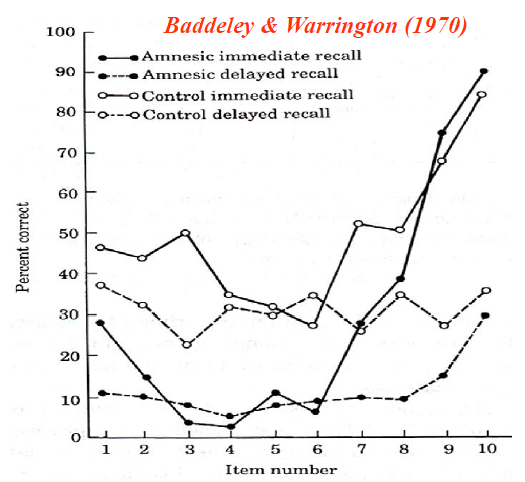 Baddeley & Warrington (1970)
Amnesic immediate recall
Amnesic delayed recall
Control immediate recall
Control delayed recall
Percent correct
100
90
80
70
60
50
40
30
20
10
0
1 2 3 4 5 6 7 8 9 10
Item number